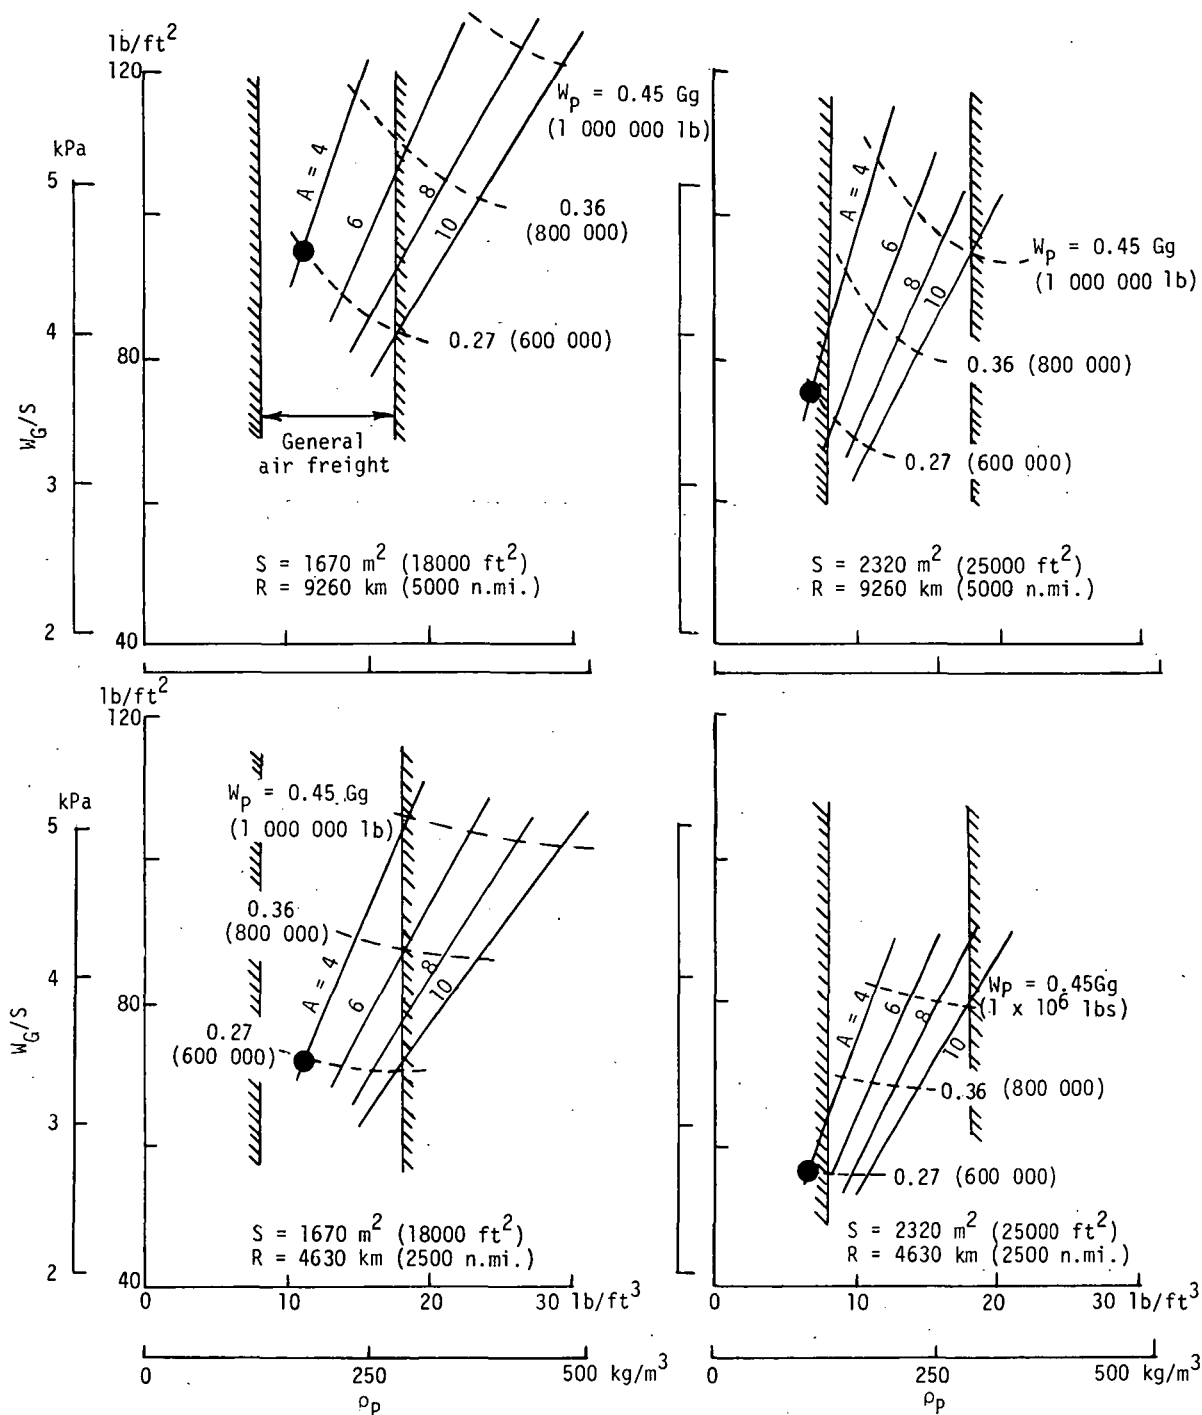 lb/ft²
120
kPa
5
4
3
2
80
40
W_G/S
A = 4
6
8
10
W_P = 0.45 Gg
(1 000 000 lb)
0.36
(800 000)
0.27 (600 000)
General
air freight
S = 1670 m² (18000 ft²)
R = 9260 km (5000 n.mi.)
A = 4
6
8
10
W_P = 0.45 Gg
(1 000 000 lb)
0.36 (800 000)
0.27 (600 000)
S = 2320 m² (25000 ft²)
R = 9260 km (5000 n.mi.)
lb/ft²
120
kPa
5
4
3
2
80
40
W_G/S
W_P = 0.45 Gg
(1 000 000 lb)
0.36
(800 000)
0.27
(600 000)
A = 4
6
8
10
S = 1670 m² (18000 ft²)
R = 4630 km (2500 n.mi.)
0 10 20 30 lb/ft³
0 250 500 kg/m³
ρ_P
A = 4
6
8
10
W_P = 0.45Gg
(1 x 10⁶ lbs)
0.36 (800 000)
0.27 (600 000)
S = 2320 m² (25000 ft²)
R = 4630 km (2500 n.mi.)
0 10 20 30 lb/ft³
0 250 500 kg/m³
ρ_P